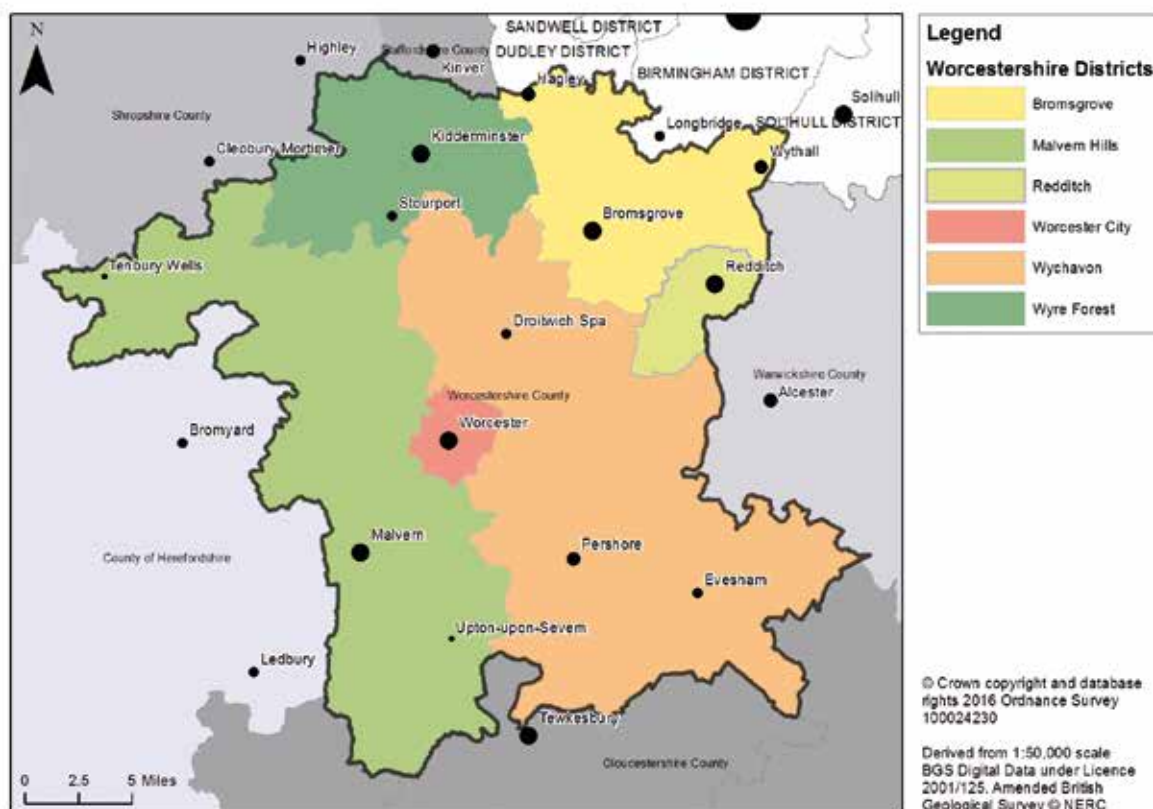 N
SANDWELL DISTRICT
Highley
Staffordshire County
DUDLEY DISTRICT
Kinver
BIRMINGHAM DISTRICT
Hagley
Solihull
Shropshire County
Longbridge
SOLIHULL DISTRICT
Kidderminster
Cleobury Mortimer
Wythall
Stourport
Bromsgrove
Tenbury Wells
Redditch
Droitwich Spa
Warwickshire County
Worcestershire County
Alcester
Bromyard
Worcester
Malvern
Pershore
County of Herefordshire
Evesham
Upton-upon-Severn
Ledbury
Tewkesbury
Gloucestershire County
0 2.5 5 Miles
Legend
Worcestershire Districts
Bromsgrove
Malvern Hills
Redditch
Worcester City
Wychavon
Wyre Forest
© Crown copyright and database
rights 2016 Ordnance Survey
100024230
Derived from 1:50,000 scale
BGS Digital Data under Licence
2001/125. Amended British
Geological Survey © NERC